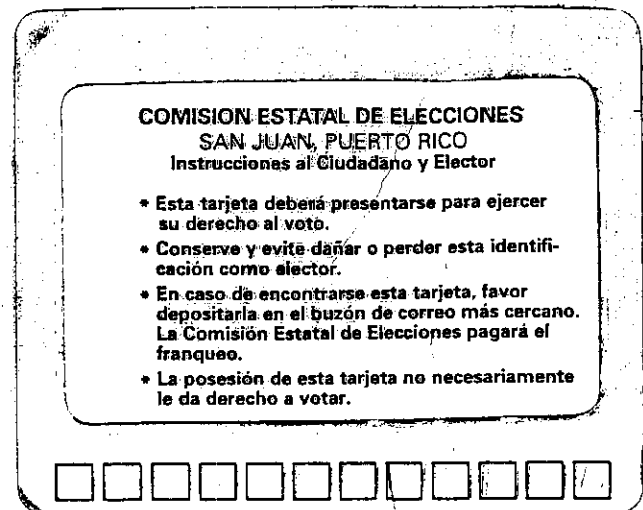 COMISION ESTATAL DE ELECCIONES
SAN JUAN, PUERTO RICO
Instrucciones al Ciudadano y Elector
* Esta tarjeta deberá presentarse para ejercer
su derecho al voto.
* Conserve y evite dañar o perder esta identifi-
cación como elector.
* En caso de encontrarse esta tarjeta, favor
depositarla en el buzón de correo más cercano.
La Comisión Estatal de Elecciones pagará el
franqueo.
* La posesión de esta tarjeta no necesariamente
le da derecho a votar.